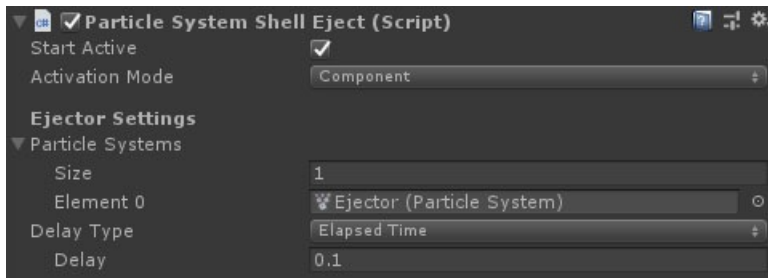 Particle System Shell Eject (Script)
Start Active
Activation Mode Component
Ejector Settings
Particle Systems
Size 1
Element 0 Ejector (Particle System)
Delay Type Elapsed Time
Delay 0.1